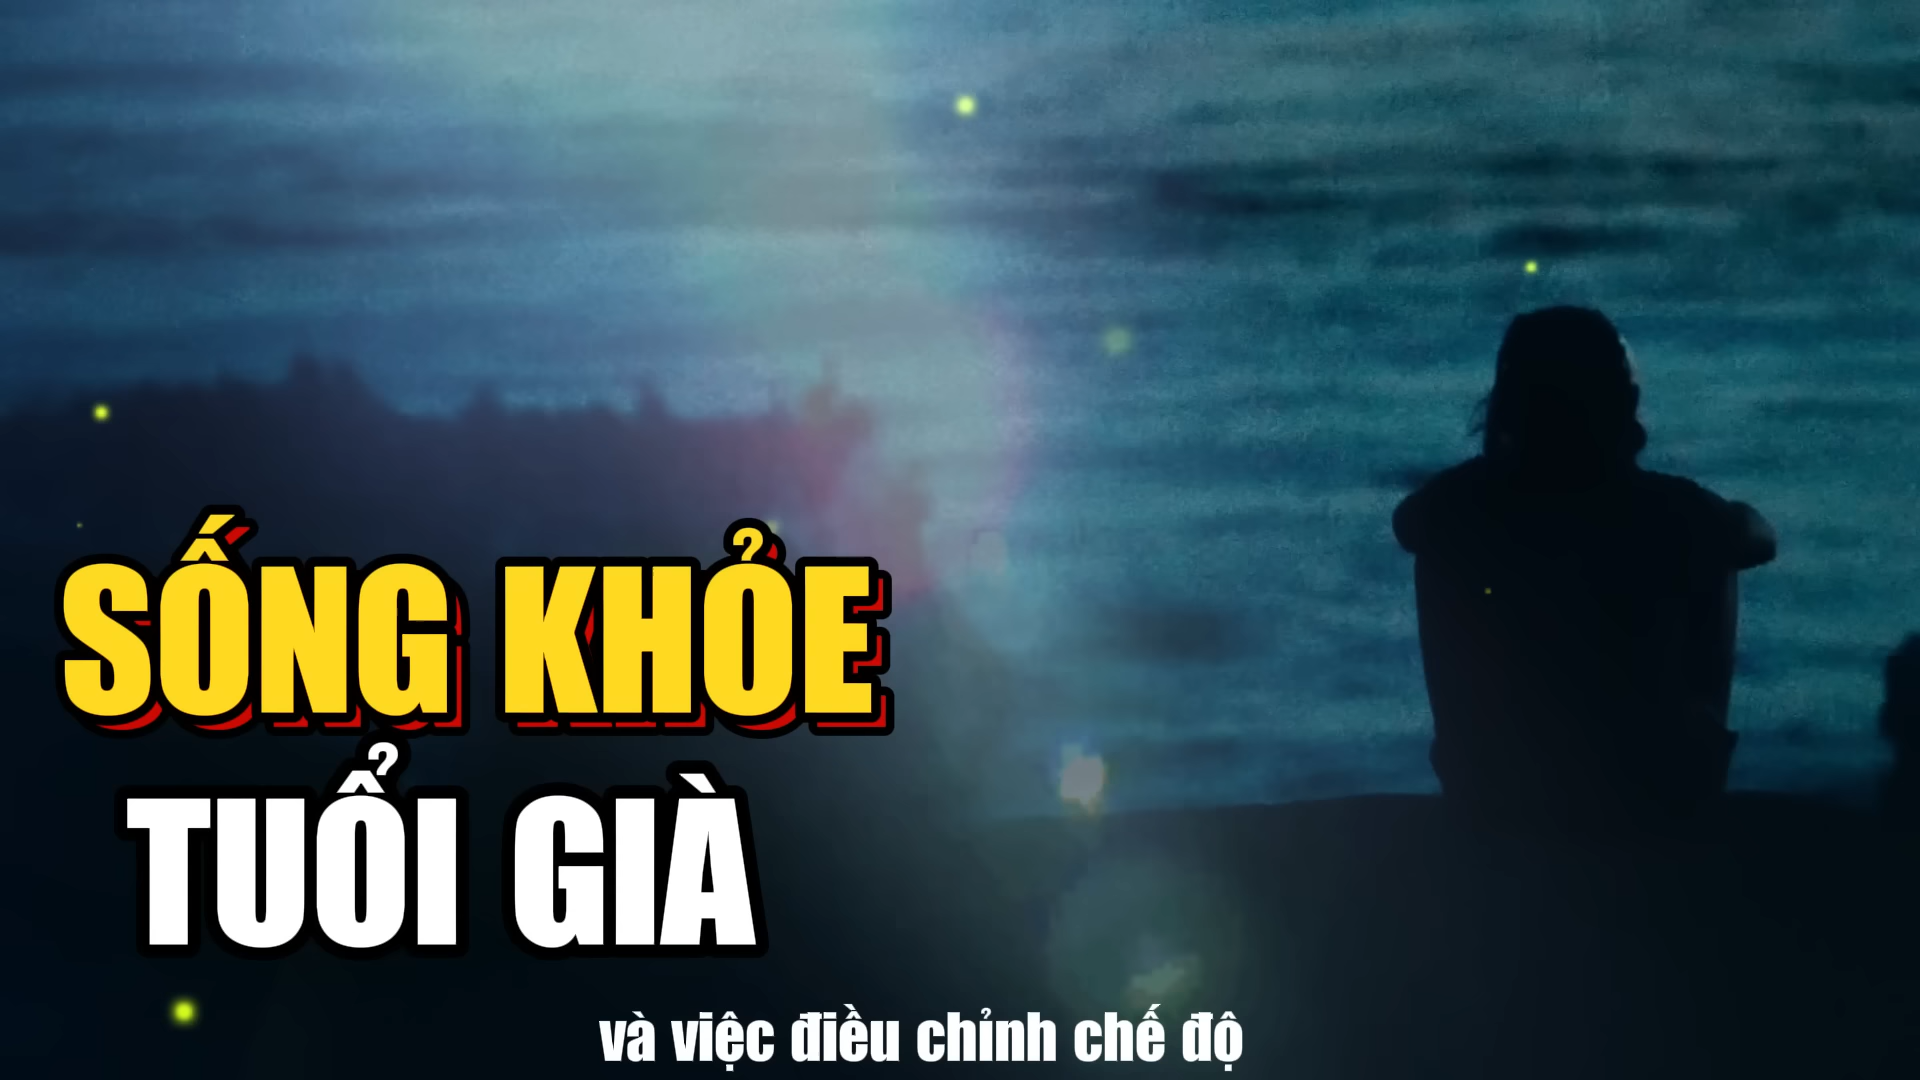 SỐNG KHỎE
TUỔI GIÀ
và việc điều chỉnh chế độ